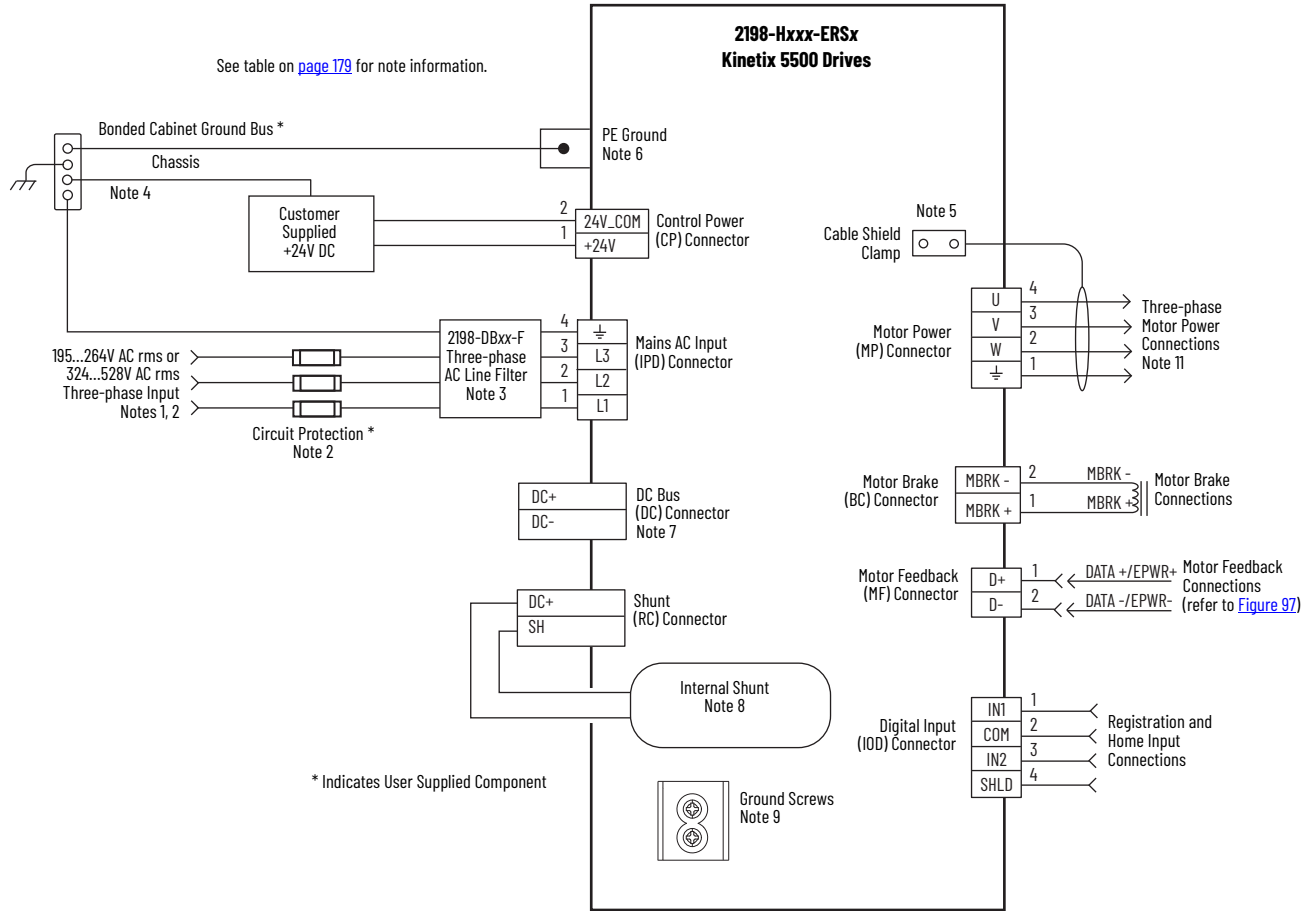 2198-Hxxx-ERSx
Kinetix 5500 Drives
See table on page 179 for note information.
Bonded Cabinet Ground Bus *
Chassis
Note 4
PE Ground
Note 6
Customer
Supplied
+24V DC
2
1
24V_COM
+24V
Control Power
(CP) Connector
Note 5
Cable Shield
Clamp
195...264V AC rms or
324...528V AC rms
Three-phase Input
Notes 1, 2
Circuit Protection *
Note 2
2198-DBxx-F
Three-phase
AC Line Filter
Note 3
4
3
2
1
L3
L2
L1
Mains AC Input
(IPD) Connector
Motor Power
(MP) Connector
U
V
W
4
3
2
1
Three-phase
Motor Power
Connections
Note 11
DC+
DC-
DC Bus
(DC) Connector
Note 7
Motor Brake
(BC) Connector
MBRK -
MBRK +
2
1
MBRK -
MBRK +
Motor Brake
Connections
DC+
SH
Shunt
(RC) Connector
Motor Feedback
(MF) Connector
D+
D-
1
2
DATA +/EPWR+
DATA -/EPWR-
Motor Feedback
Connections
(refer to Figure 97)
Internal Shunt
Note 8
Digital Input
(IOD) Connector
IN1
COM
IN2
SHLD
1
2
3
4
Registration and
Home Input
Connections
* Indicates User Supplied Component
Ground Screws
Note 9